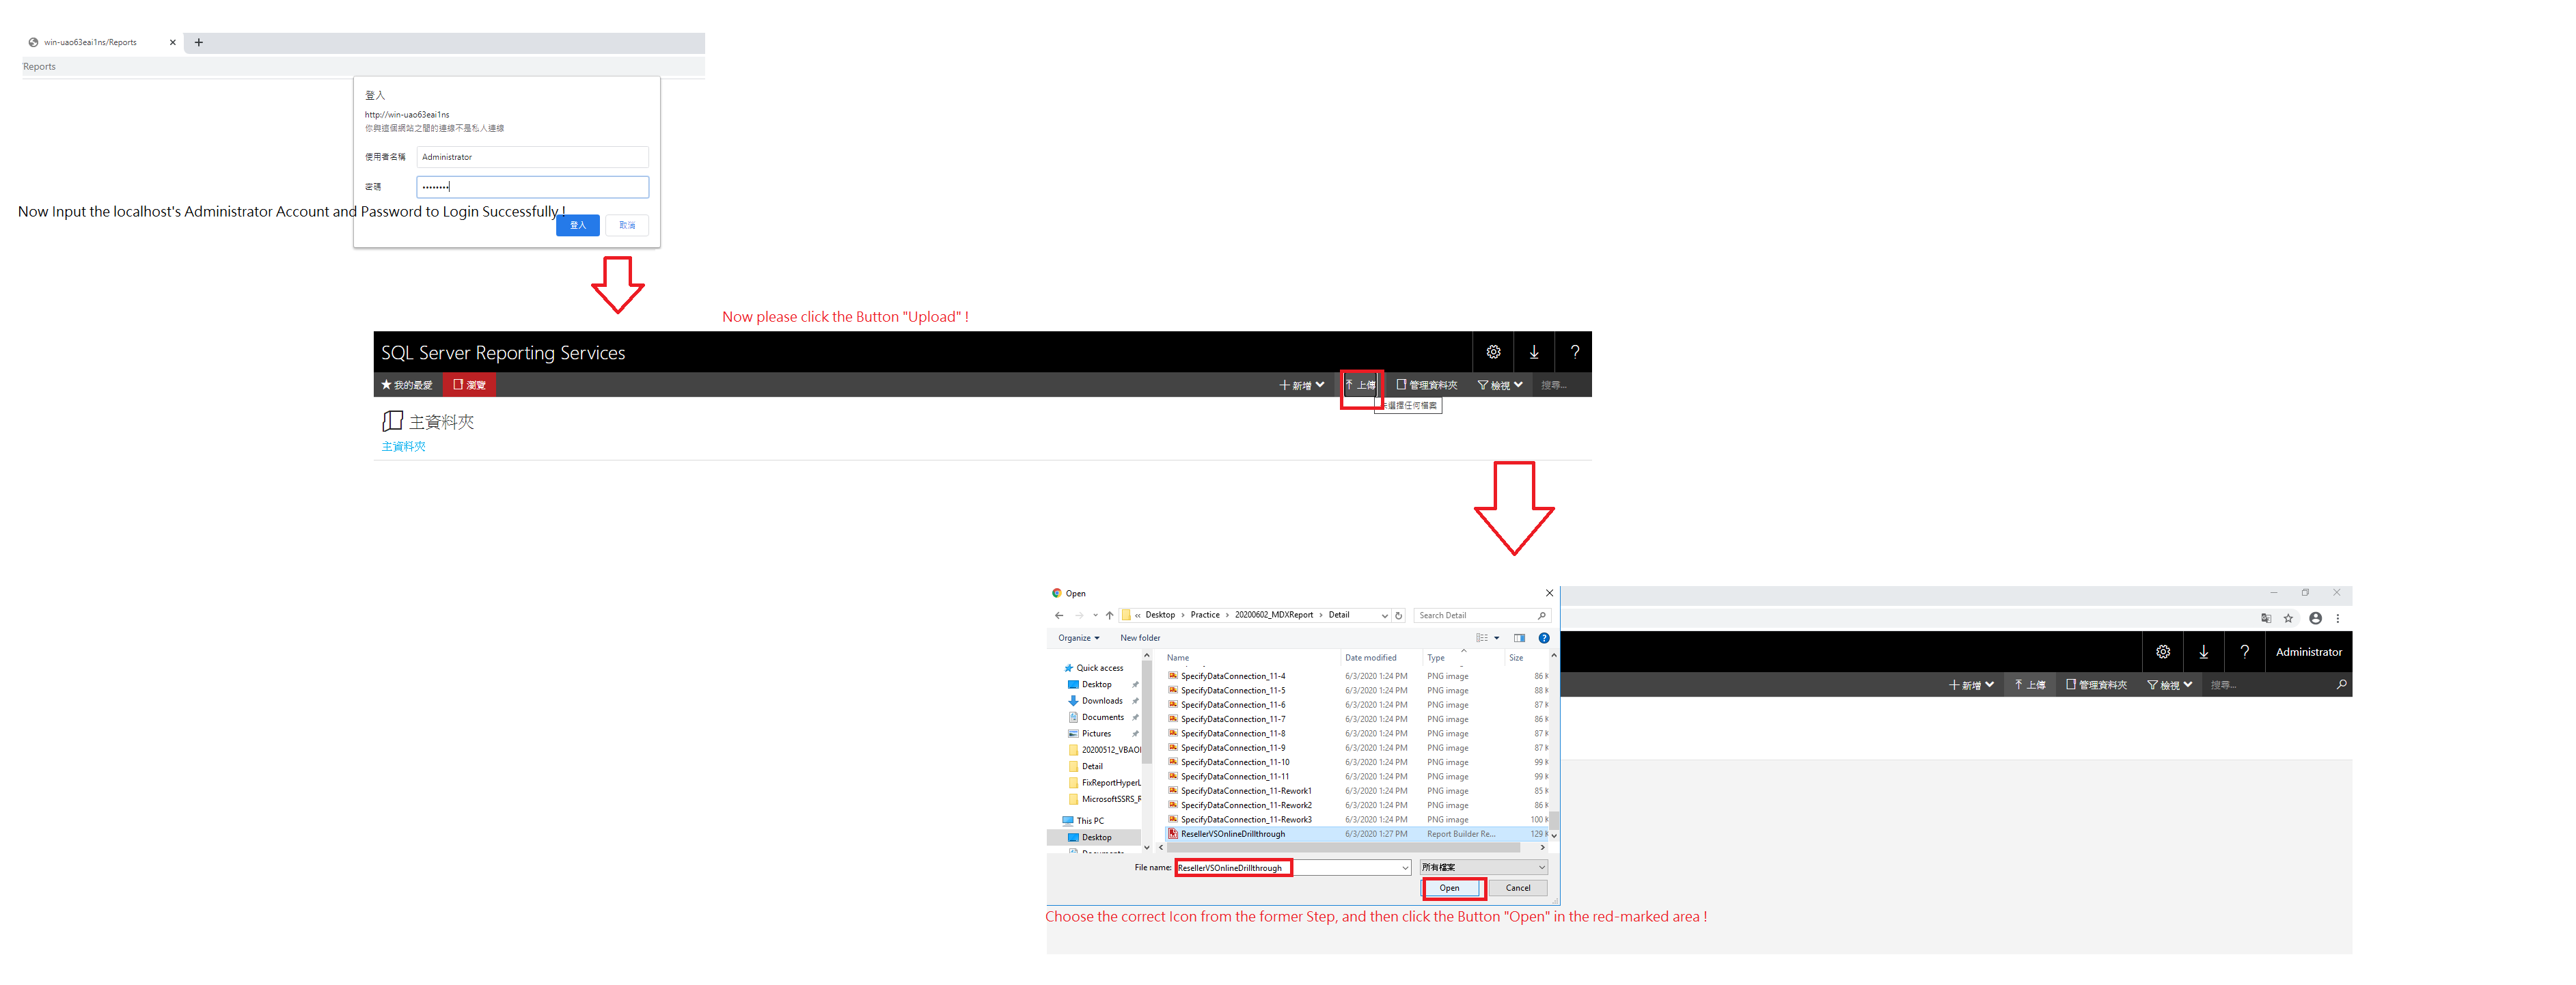 win-uao63eai1ns/Reports
Reports
登入
http://win-uao63eai1ns
你與這個網站之間的連線不是私人連線
使用者名稱 Administrator
密碼 ••••••••
Now Input the localhost's Administrator Account and Password to Login Successfully !
登入 取消
Now please click the Button "Upload" !
SQL Server Reporting Services ?
我的最愛 瀏覽 新增 上傳 管理資料夾 檢視 搜尋...
選擇任何檔案
主資料夾
主資料夾
Open
« Desktop > Practice > 20200602_MDXReport > Detail Search Detail
Organize New folder
Name Date modified Type Size
Quick access
Desktop
Downloads
Documents
Pictures
20200512_VBAOI
Detail
FixReportHyperL
MicrosoftSSRS_R
This PC
Desktop
SpecifyDataConnection_11-4 6/3/2020 1:24 PM PNG image 86 K
SpecifyDataConnection_11-5 6/3/2020 1:24 PM PNG image 88 K
SpecifyDataConnection_11-6 6/3/2020 1:24 PM PNG image 87 K
SpecifyDataConnection_11-7 6/3/2020 1:24 PM PNG image 86 K
SpecifyDataConnection_11-8 6/3/2020 1:24 PM PNG image 87 K
SpecifyDataConnection_11-9 6/3/2020 1:24 PM PNG image 87 K
SpecifyDataConnection_11-10 6/3/2020 1:24 PM PNG image 99 K
SpecifyDataConnection_11-11 6/3/2020 1:24 PM PNG image 99 K
SpecifyDataConnection_11-Rework1 6/3/2020 1:24 PM PNG image 85 K
SpecifyDataConnection_11-Rework2 6/3/2020 1:24 PM PNG image 86 K
SpecifyDataConnection_11-Rework3 6/3/2020 1:24 PM PNG image 100 K
ResellerVSOnlineDrillthrough 6/3/2020 1:27 PM Report Builder Re... 129 K
File name: ResellerVSOnlineDrillthrough 所有檔案
Open Cancel
? Administrator
新增 上傳 管理資料夾 檢視 搜尋...
Choose the correct Icon from the former Step, and then click the Button "Open" in the red-marked area !